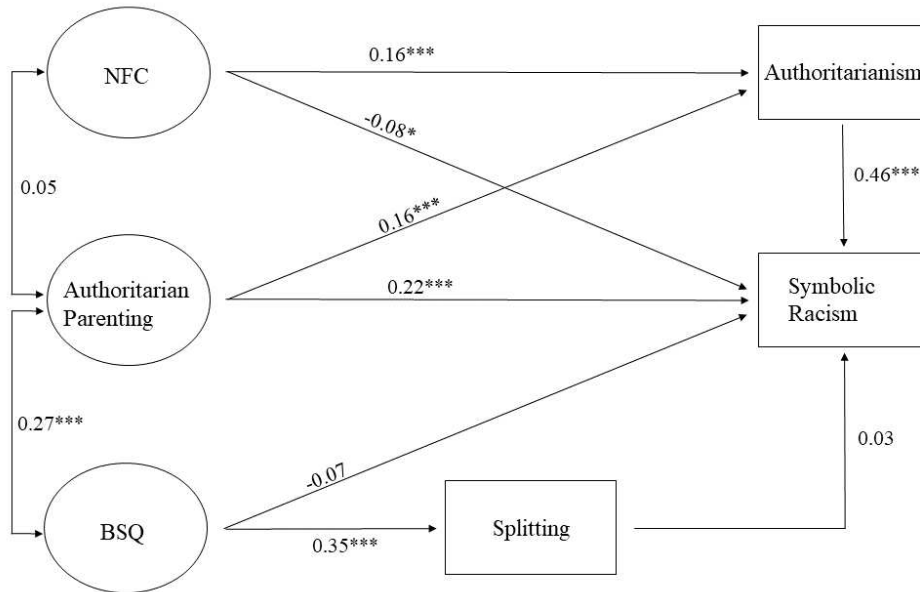 NFC
0.16***
Authoritarianism
-0.08*
0.05
0.46***
0.16***
Authoritarian
Parenting
0.22***
Symbolic
Racism
0.27***
-0.07
0.03
BSQ
0.35***
Splitting